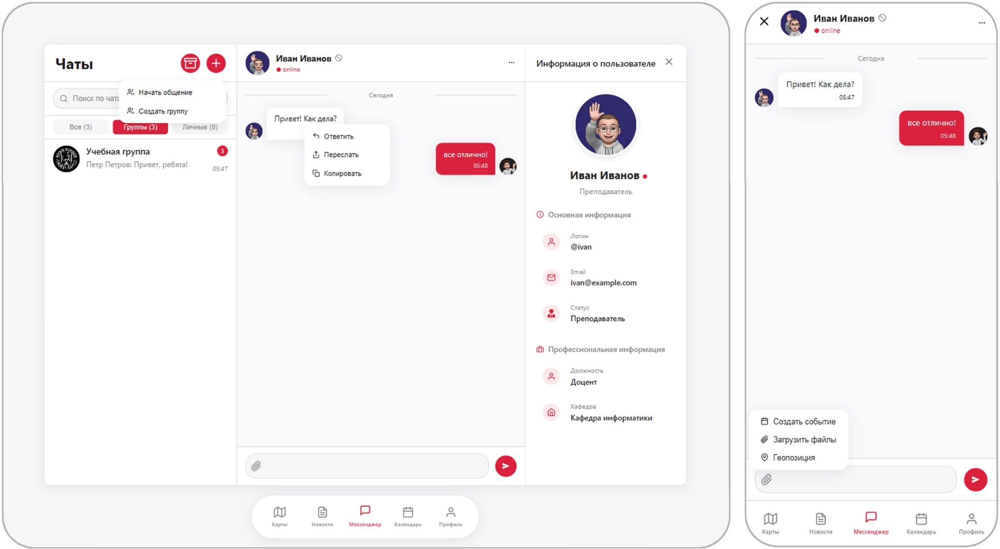 Чаты
Начать общение
Создать группу
Поиск по чата
Все (3)
Группы (3)
Личные (0)
Учебная группа
3
Петр Петров: Привет, ребята!
05:47
Иван Иванов
online
...
Сегодня
Привет! Как дела?
Ответить
Переслать
Копировать
все отлично!
05:48
Информация о пользователе
Иван Иванов
Преподаватель
Основная информация
Логин
@ivan
Email
ivan@example.com
Статус
Преподаватель
Профессиональная информация
Должность
Доцент
Кафедра
Кафедра информатики
Карты
Новости
Мессенджер
Календарь
Профиль
Иван Иванов
online
...
Сегодня
Привет! Как дела?
05:47
все отлично!
05:48
Создать событие
Загрузить файлы
Геопозиция
Карты
Новости
Мессенджер
Календарь
Профиль